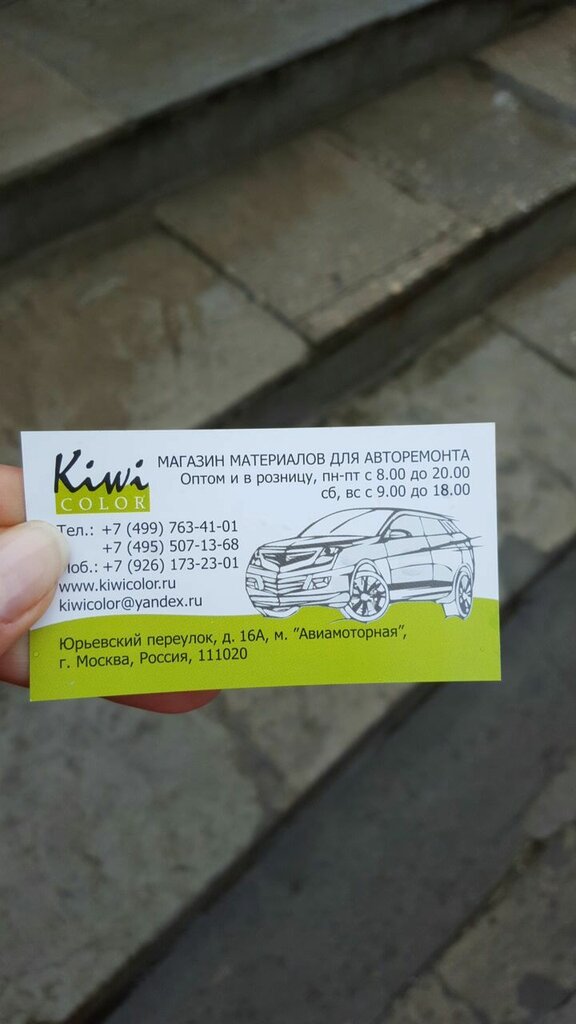 Kiwi
COLOR
МАГАЗИН МАТЕРИАЛОВ ДЛЯ АВТОРЕМОНТА
Оптом и в розницу, пн-пт с 8.00 до 20.00
сб, вс с 9.00 до 18.00
Тел.: +7 (499) 763-41-01
+7 (495) 507-13-68
Моб.: +7 (926) 173-23-01
www.kiwicolor.ru
kiwicolor@yandex.ru
Юрьевский переулок, д. 16А, м. "Авиамоторная",
г. Москва, Россия, 111020